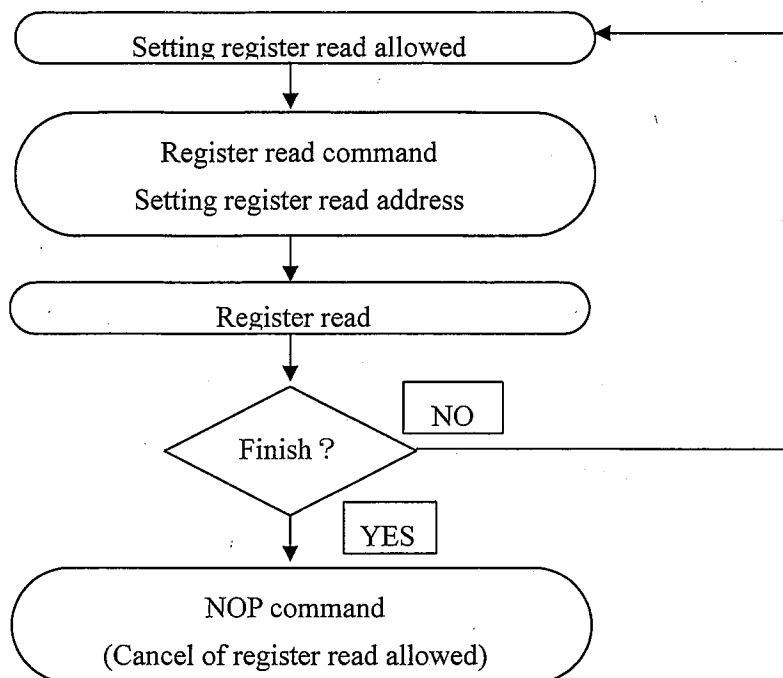 Setting register read allowed
Register read command
Setting register read address
Register read
Finish？
NO
YES
NOP command
(Cancel of register read allowed)